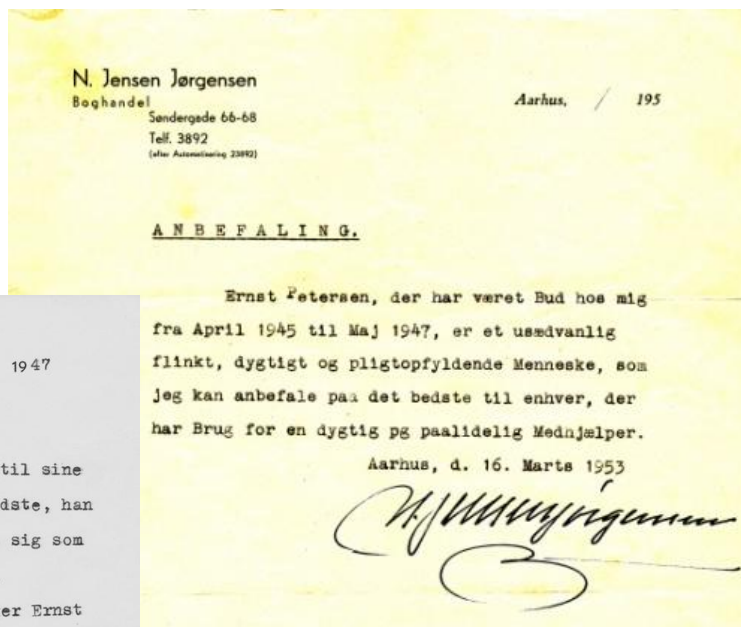 N. Jensen Jørgensen
Boghandel
Søndergade 66-68
Telf. 3892
(efter Automatisering 23892)
Aarhus, / 195
ANBEFALING.
Ernst Petersen, der har været Bud hos mig
fra April 1945 til Maj 1947, er et usædvanlig
flinkt, dygtigt og pligtopfyldende Menneske, som
jeg kan anbefale paa det bedste til enhver, der
har Brug for en dygtig pg paalidelig Medhjælper.
Aarhus, d. 16. Marts 1953
N. Jensen Jørgensen
1947
til sine
dste, han
sig som
er Ernst